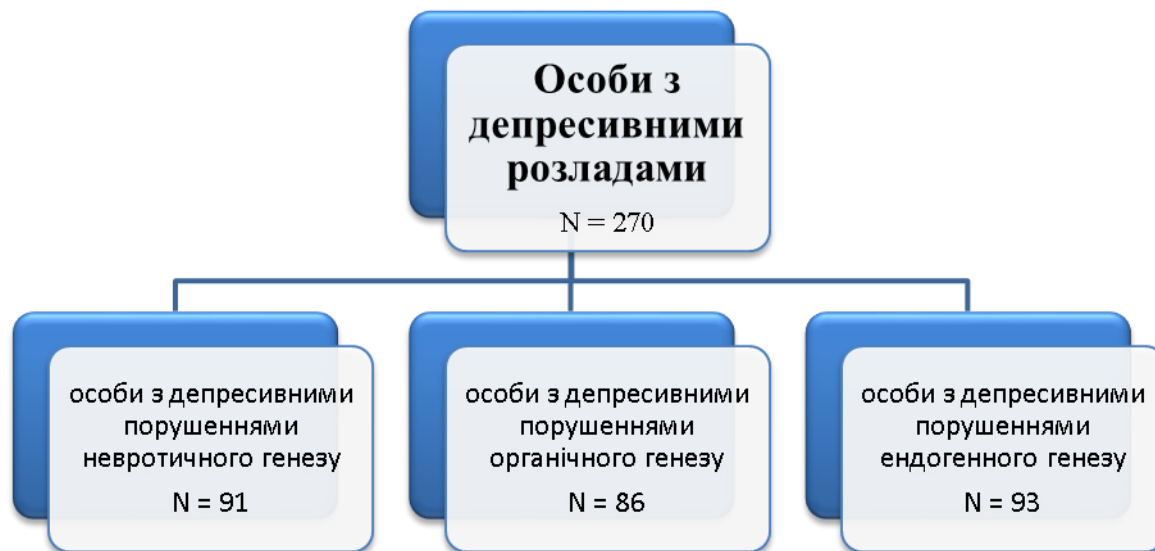 Особи з
депресивними
розладами
N = 270
особи з депресивними
порушеннями
невротичного генезу
N = 91
особи з депресивними
порушеннями
органічного генезу
N = 86
особи з депресивними
порушеннями
ендогенного генезу
N = 93